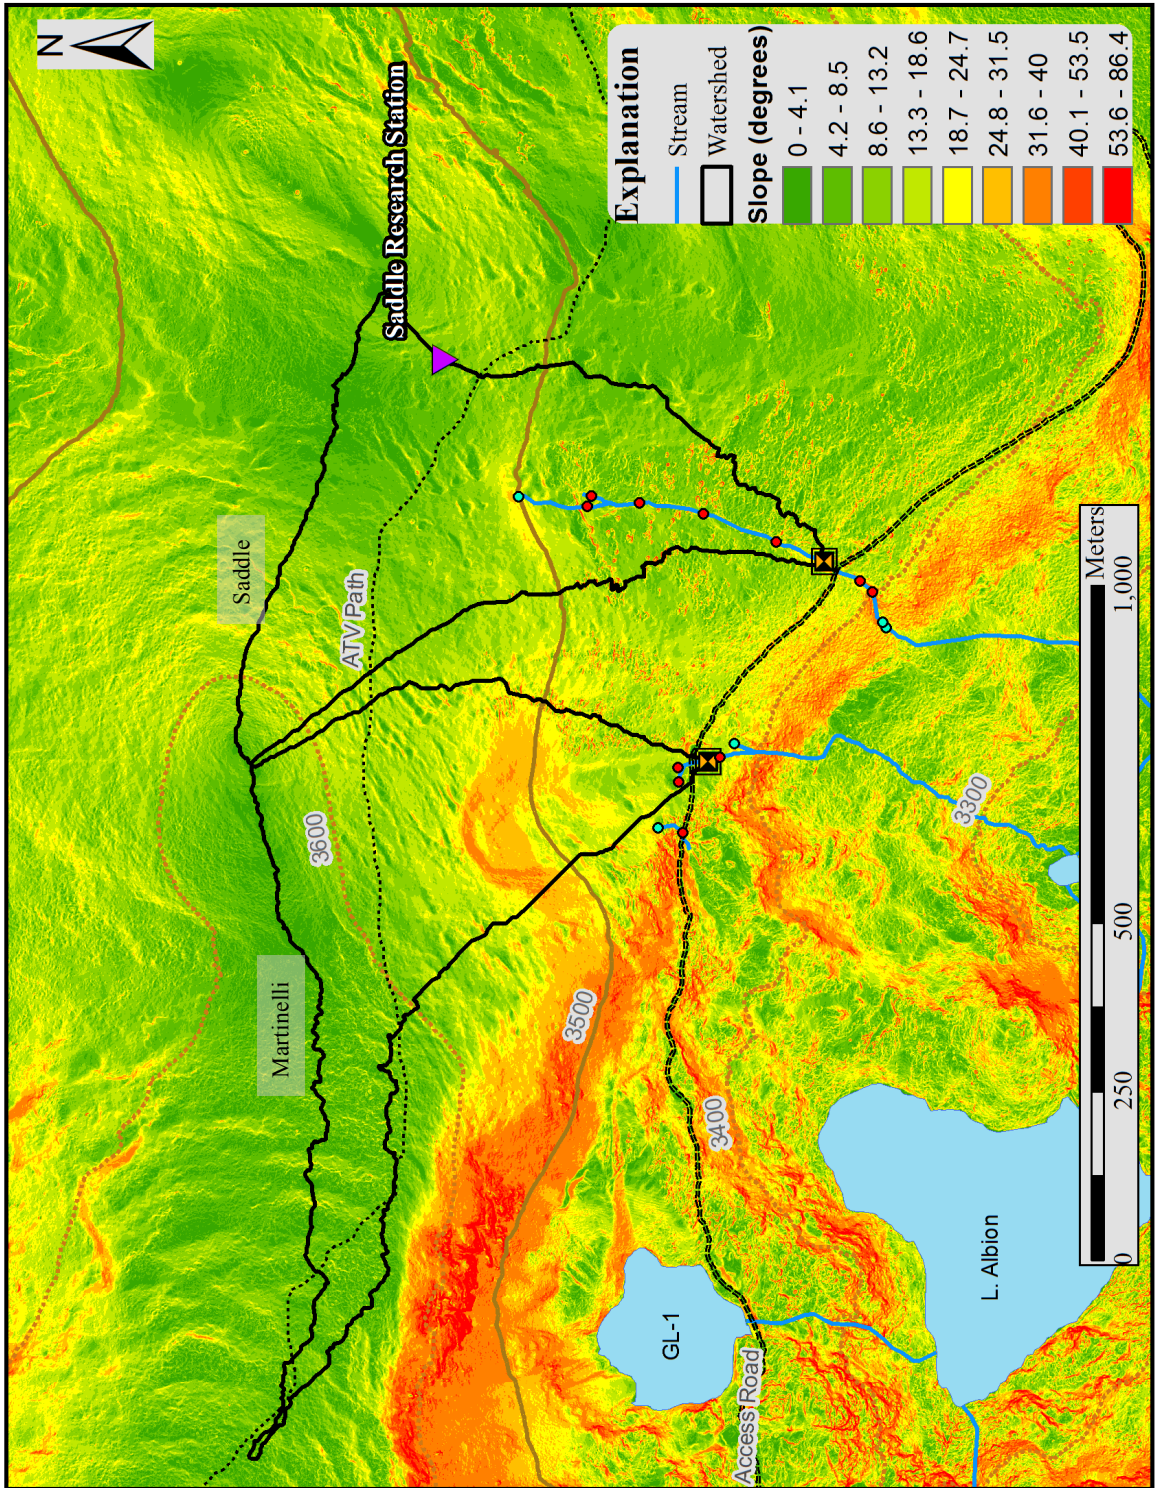 N
Saddle Research Station
Saddle
ATV Path
Martinelli
3600
3500
3400
3300
GL-1
L. Albion
Access Road
Explanation
Stream
Watershed
Slope (degrees)
0 - 4.1
4.2 - 8.5
8.6 - 13.2
13.3 - 18.6
18.7 - 24.7
24.8 - 31.5
31.6 - 40
40.1 - 53.5
53.6 - 86.4
0 250 500 1,000
Meters